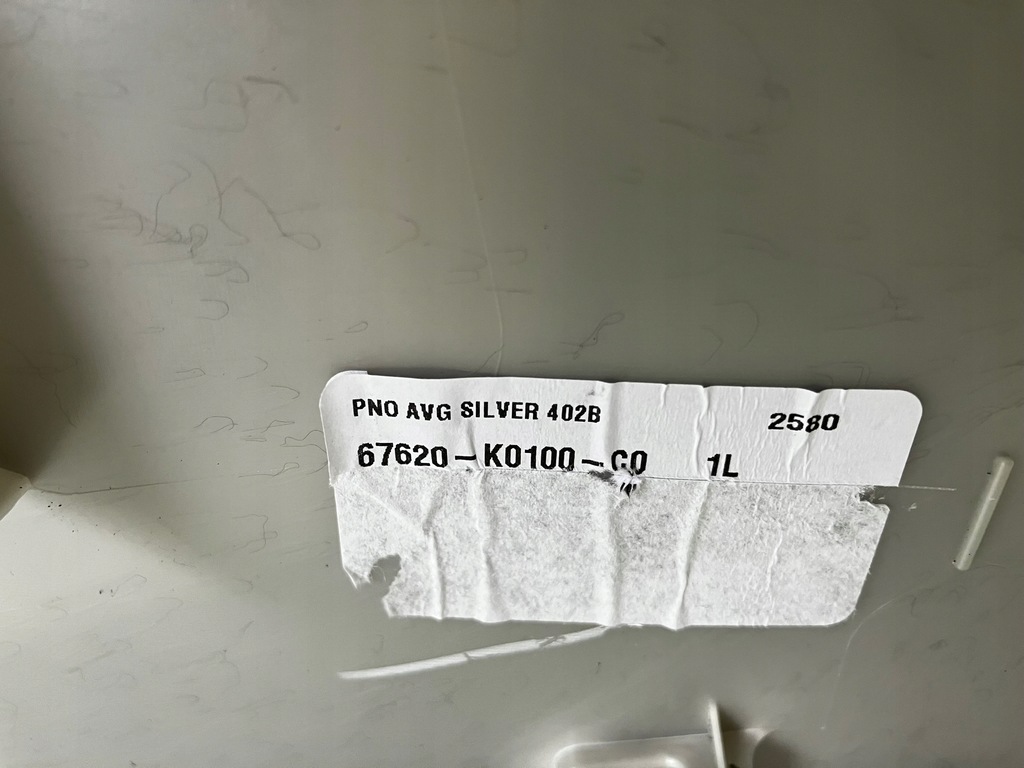 PNO AVG SILVER 402B 2580
67620-K0100-C0 1L